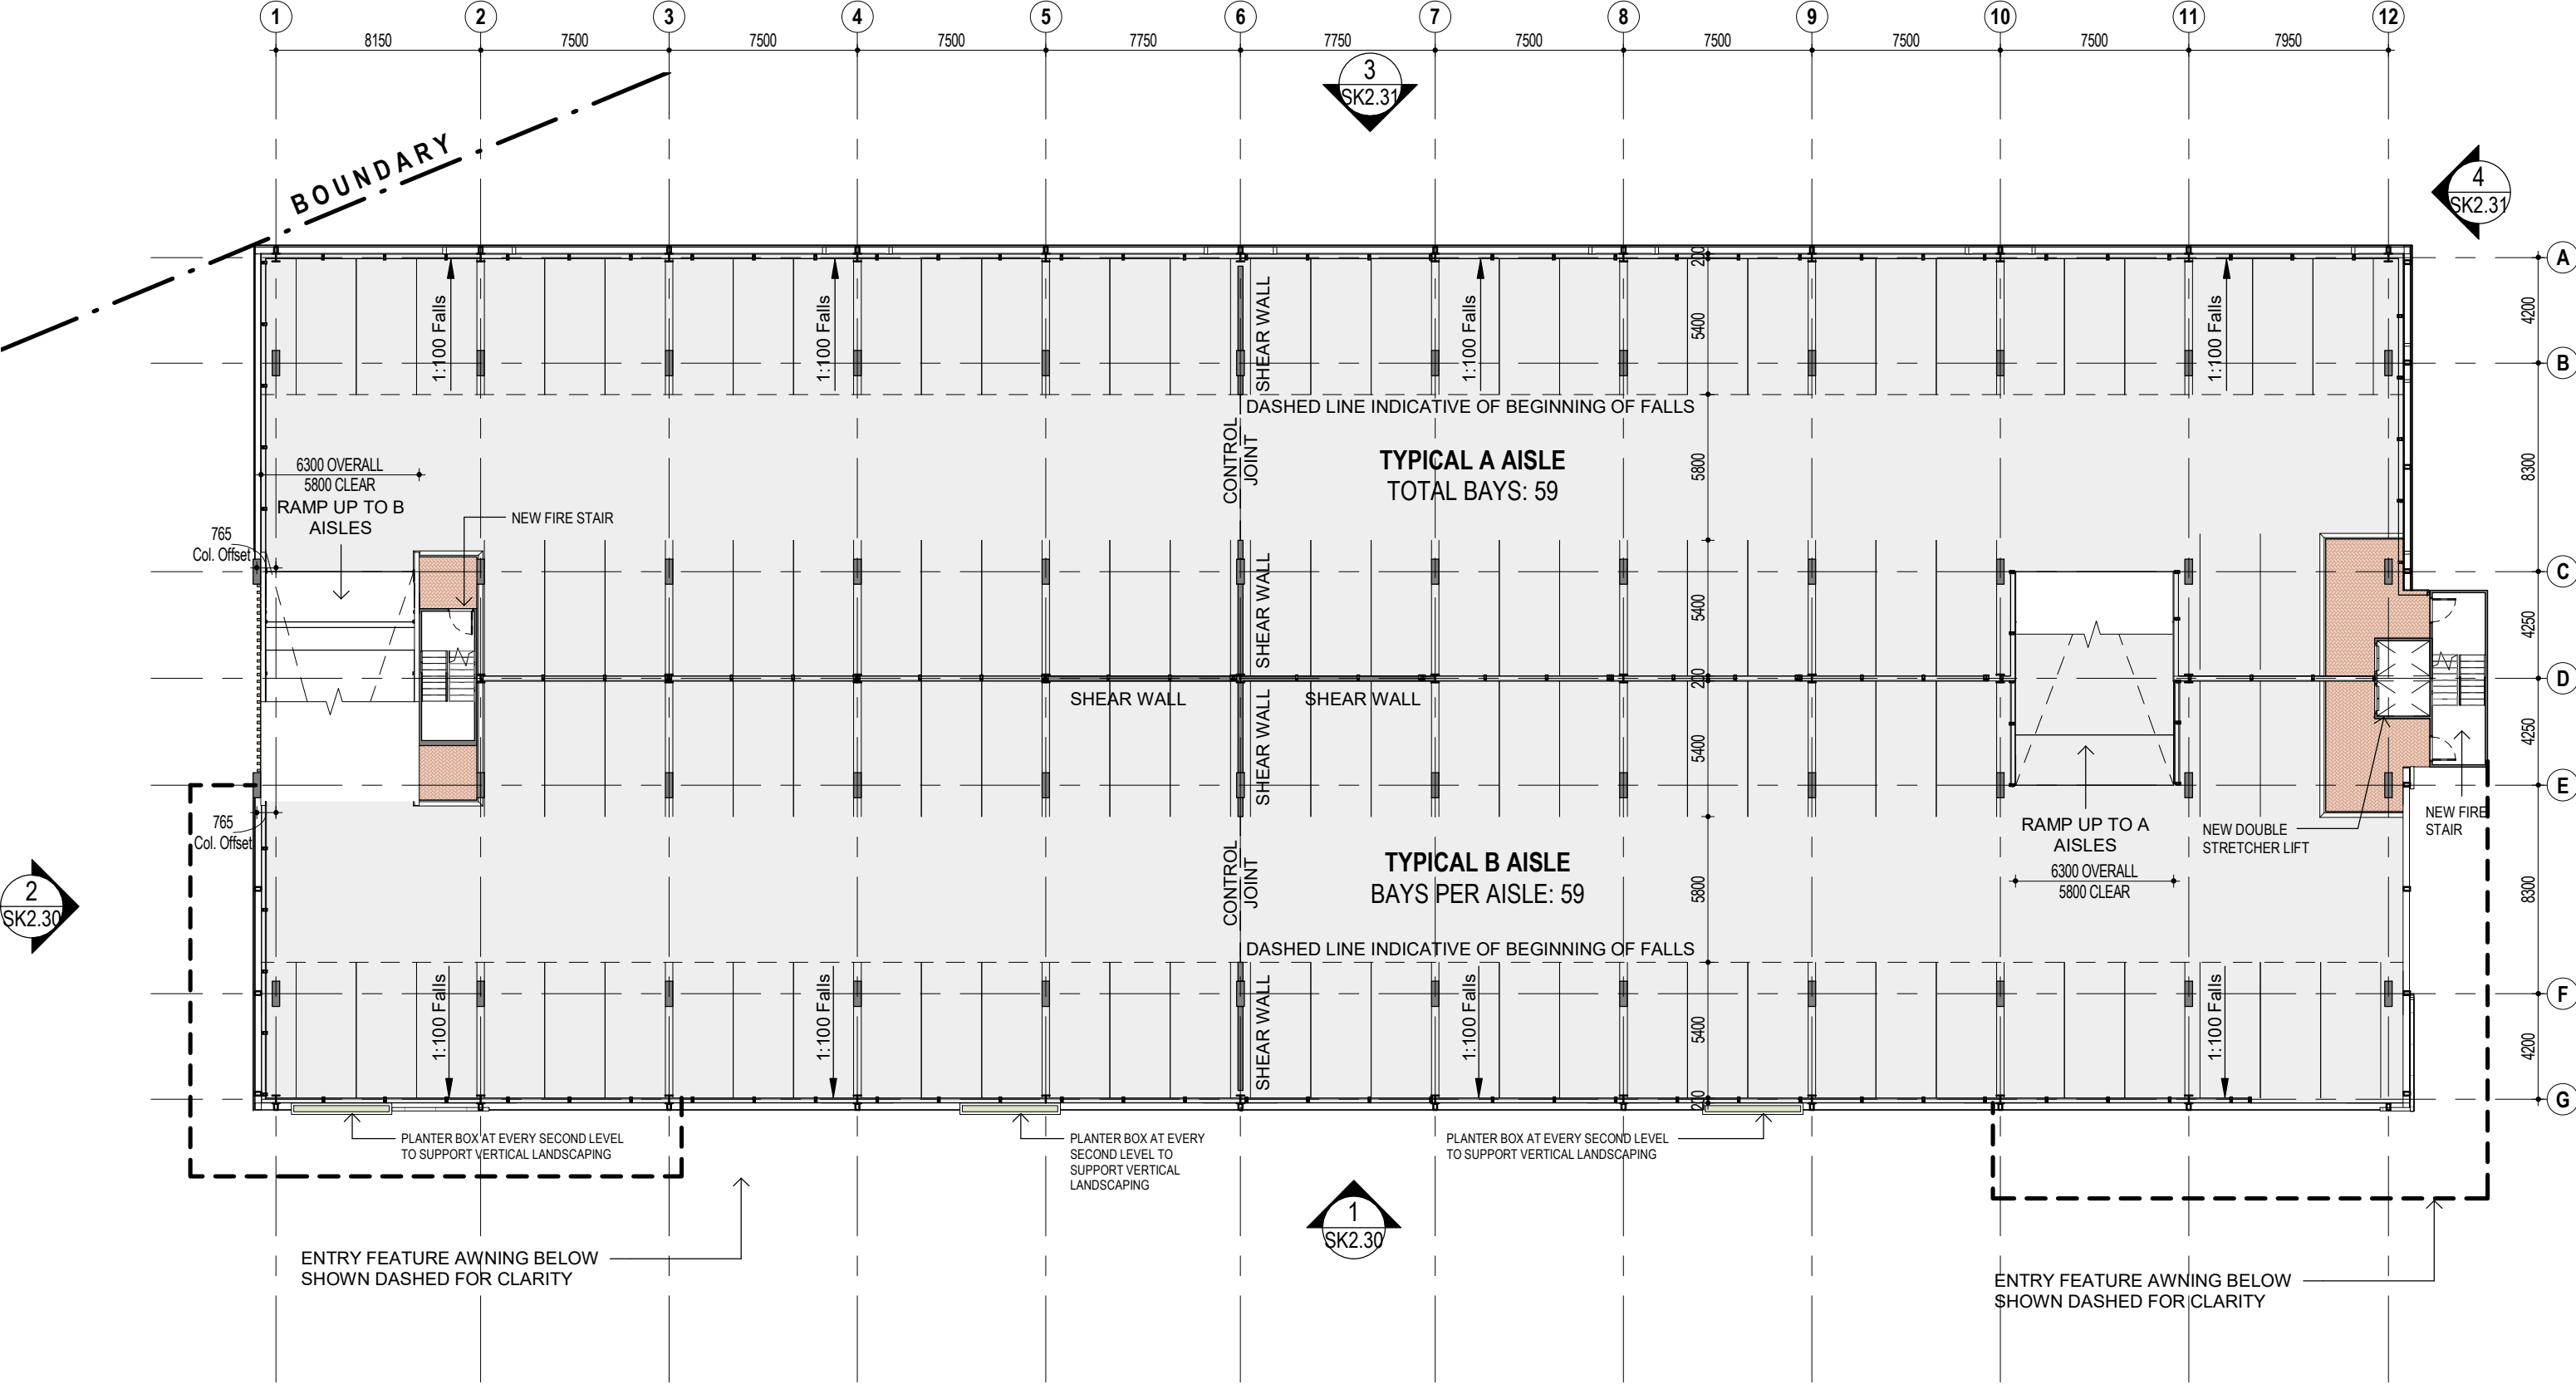 1 2 3 4 5 6 7 8 9 10 11 12
8150 7500 7500 7500 7750 7750 7500 7500 7500 7500 7950
3
SK2.31
BOUNDARY
4
SK2.31
A
200
4200
1:100 Falls
1:100 Falls
SHEAR WALL
1:100 Falls
5400
1:100 Falls
B
DASHED LINE INDICATIVE OF BEGINNING OF FALLS
CONTROL
JOINT
TYPICAL A AISLE
TOTAL BAYS: 59
5800
8300
6300 OVERALL
5800 CLEAR
RAMP UP TO B
AISLES
NEW FIRE STAIR
765
Col. Offset
C
SHEAR WALL
5400
4250
D
200
SHEAR WALL
SHEAR WALL
SHEAR WALL
5400
4250
E
765
Col. Offset
RAMP UP TO A
AISLES
6300 OVERALL
5800 CLEAR
NEW DOUBLE
STRETCHER LIFT
NEW FIRE
STAIR
CONTROL
JOINT
TYPICAL B AISLE
BAYS PER AISLE: 59
5800
8300
2
SK2.30
DASHED LINE INDICATIVE OF BEGINNING OF FALLS
F
1:100 Falls
1:100 Falls
SHEAR WALL
1:100 Falls
5400
1:100 Falls
4200
200
G
PLANTER BOX AT EVERY SECOND LEVEL
TO SUPPORT VERTICAL LANDSCAPING
PLANTER BOX AT EVERY
SECOND LEVEL TO
SUPPORT VERTICAL
LANDSCAPING
PLANTER BOX AT EVERY SECOND LEVEL
TO SUPPORT VERTICAL LANDSCAPING
1
SK2.30
ENTRY FEATURE AWNING BELOW
SHOWN DASHED FOR CLARITY
ENTRY FEATURE AWNING BELOW
SHOWN DASHED FOR CLARITY